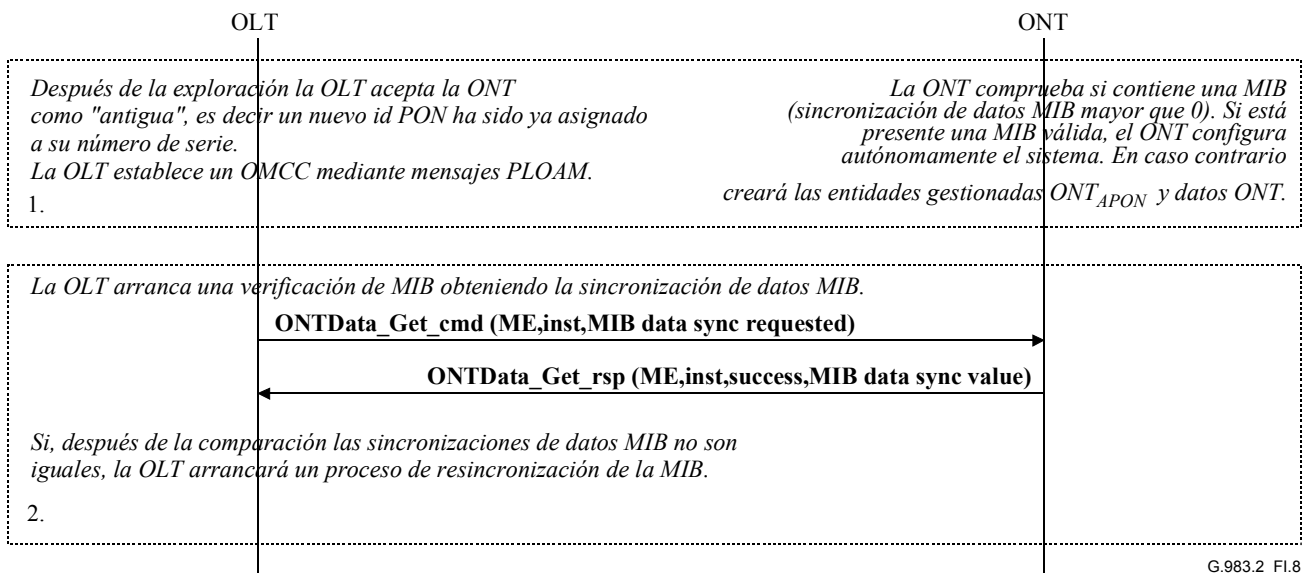 OLT
ONT
Después de la exploración la OLT acepta la ONT
como "antigua", es decir un nuevo id PON ha sido ya asignado
a su número de serie.
La OLT establece un OMCC mediante mensajes PLOAM.
1.
La ONT comprueba si contiene una MIB
(sincronización de datos MIB mayor que 0). Si está
presente una MIB válida, el ONT configura
autónomamente el sistema. En caso contrario
creará las entidades gestionadas ONT_APON y datos ONT.
La OLT arranca una verificación de MIB obteniendo la sincronización de datos MIB.
ONTData_Get_cmd (ME,inst,MIB data sync requested)
ONTData_Get_rsp (ME,inst,success,MIB data sync value)
Si, después de la comparación las sincronizaciones de datos MIB no son
iguales, la OLT arrancará un proceso de resincronización de la MIB.
2.
G.983.2_FI.8